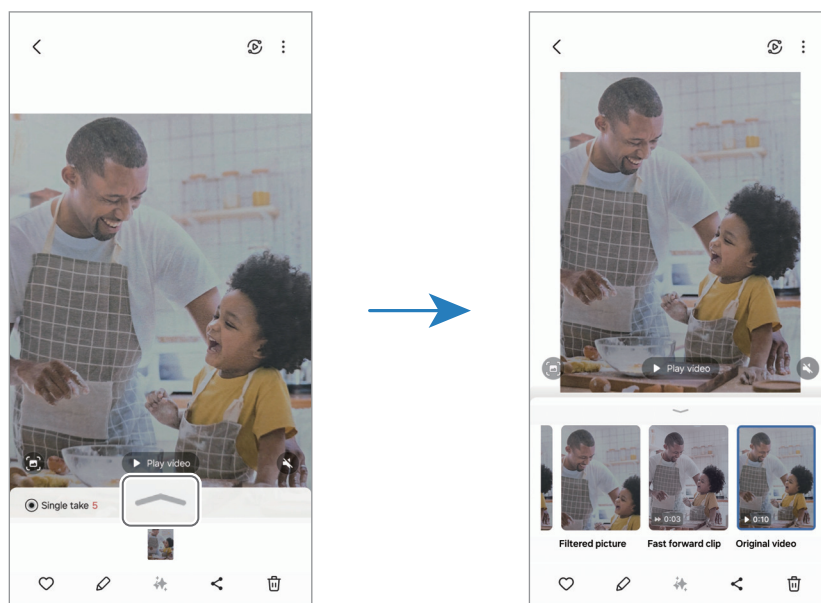 Play video
Single take 5
Play video
0:03
0:10
Filtered picture
Fast forward clip
Original video